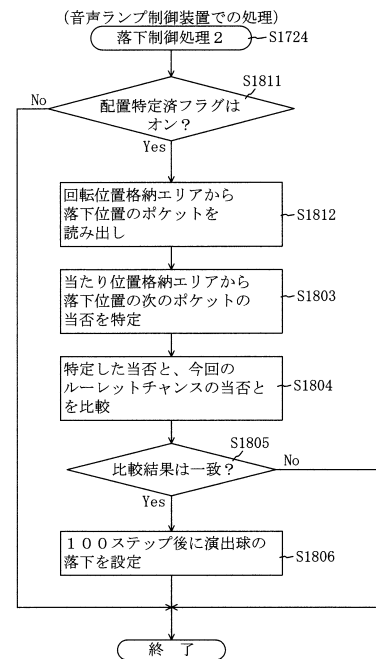 (音声ランプ制御装置での処理)
落下制御処理２
S1724
S1811
配置特定済フラグは
オン？
No
Yes
回転位置格納エリアから
落下位置のポケットを
読み出し
S1812
当たり位置格納エリアから
落下位置の次のポケットの
当否を特定
S1803
特定した当否と、今回の
ルーレットチャンスの当否と
を比較
S1804
S1805
比較結果は一致？
No
Yes
１００ステップ後に演出球の
落下を設定
S1806
終 了